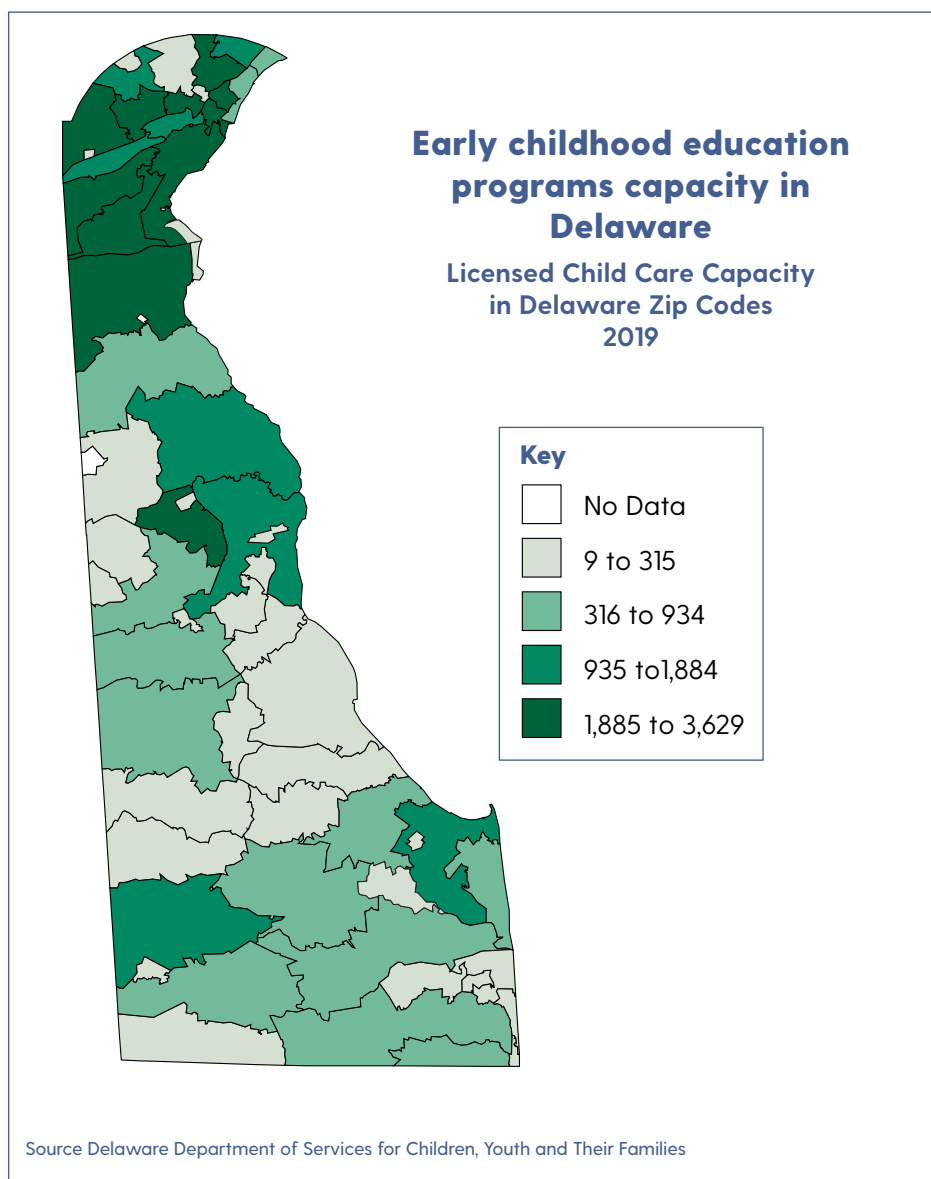 Early childhood education
programs capacity in
Delaware
Licensed Child Care Capacity
in Delaware Zip Codes
2019
Key
No Data
9 to 315
316 to 934
935 to1,884
1,885 to 3,629
Source Delaware Department of Services for Children, Youth and Their Families